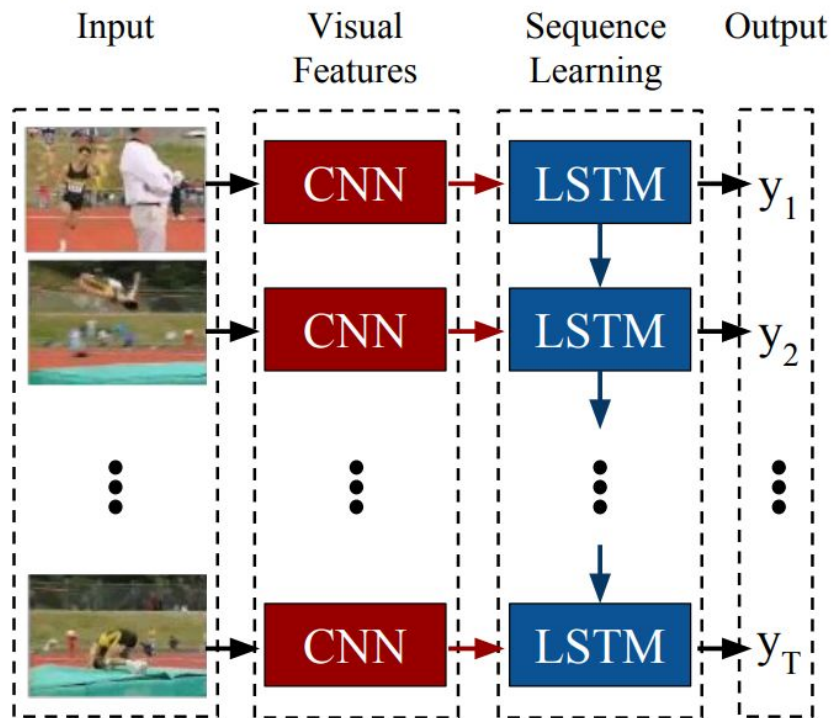 Input
Visual
Features
Sequence
Learning
Output
CNN
LSTM
y1
CNN
LSTM
y2
CNN
LSTM
yT